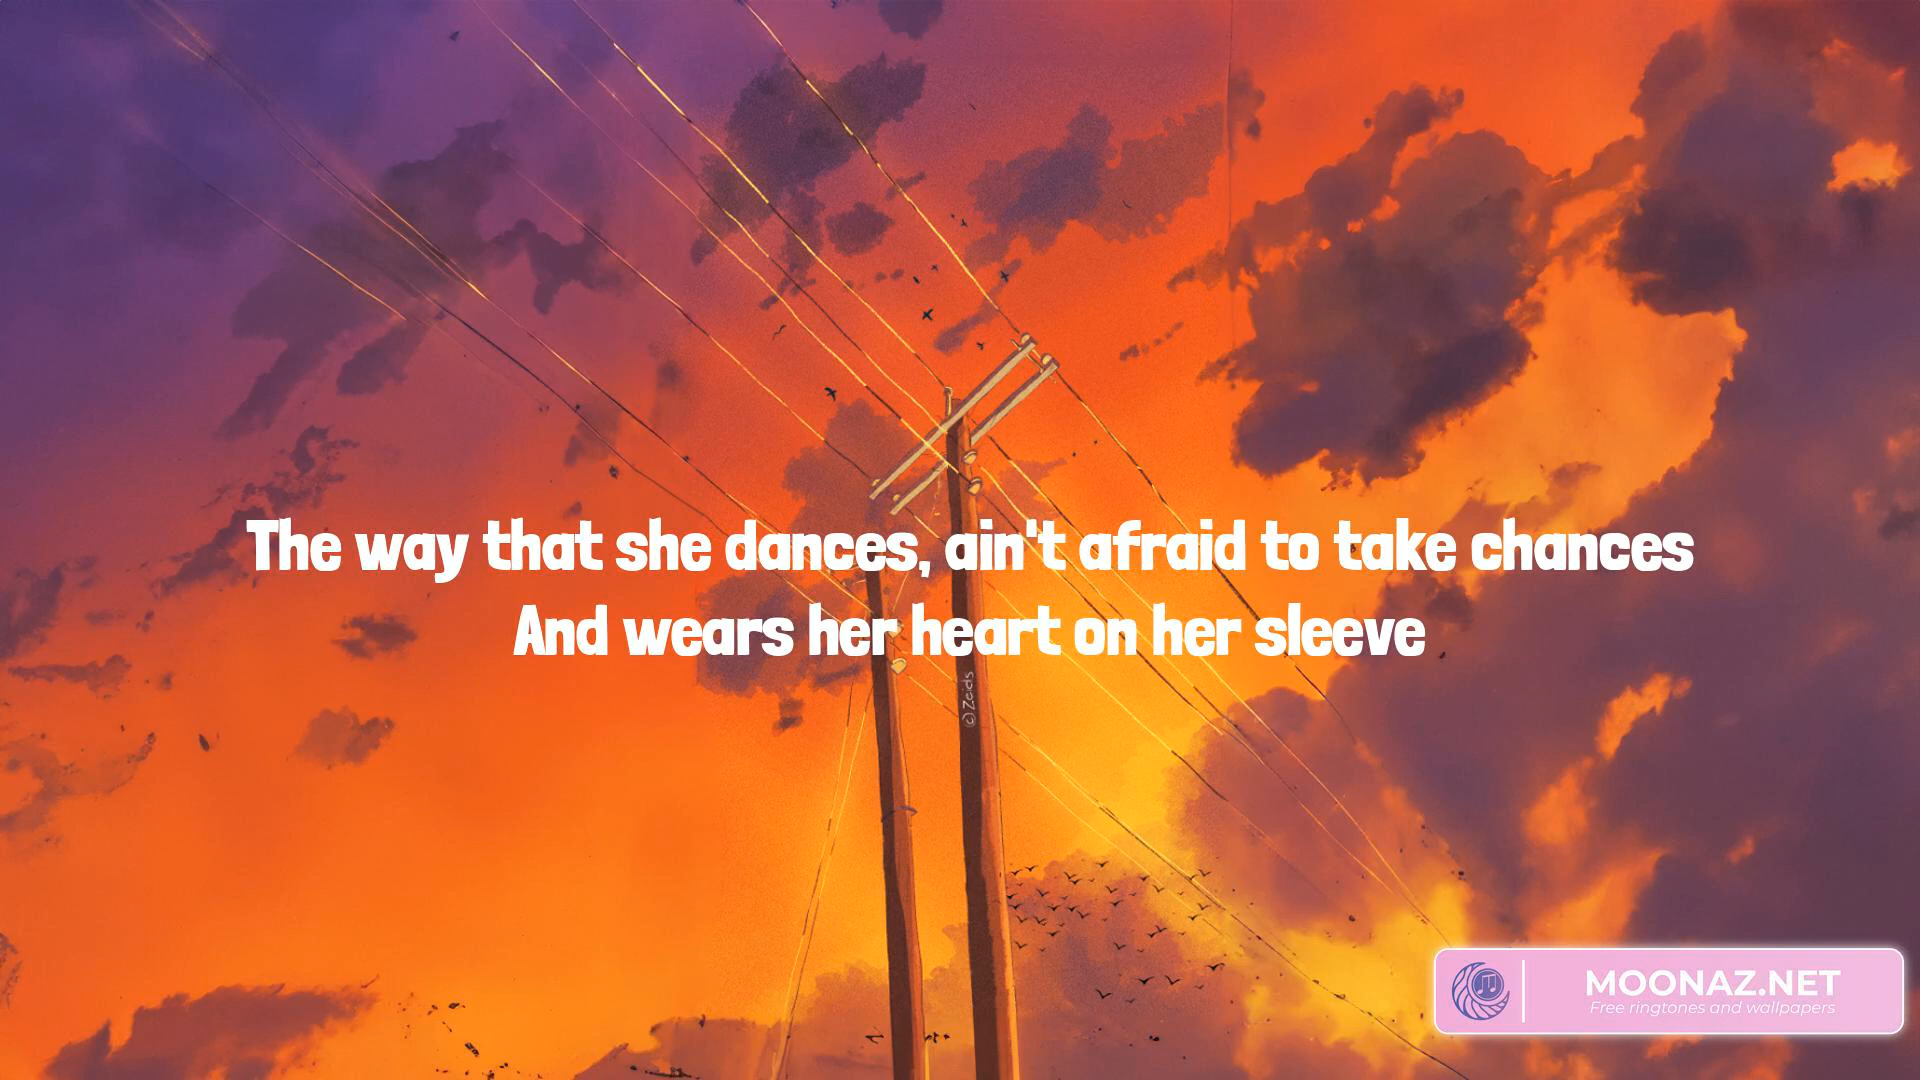 The way that she dances, ain't afraid to take chances
And wears her heart on her sleeve
(c) Zeids
MOONAZ.NET
Free ringtones and wallpapers